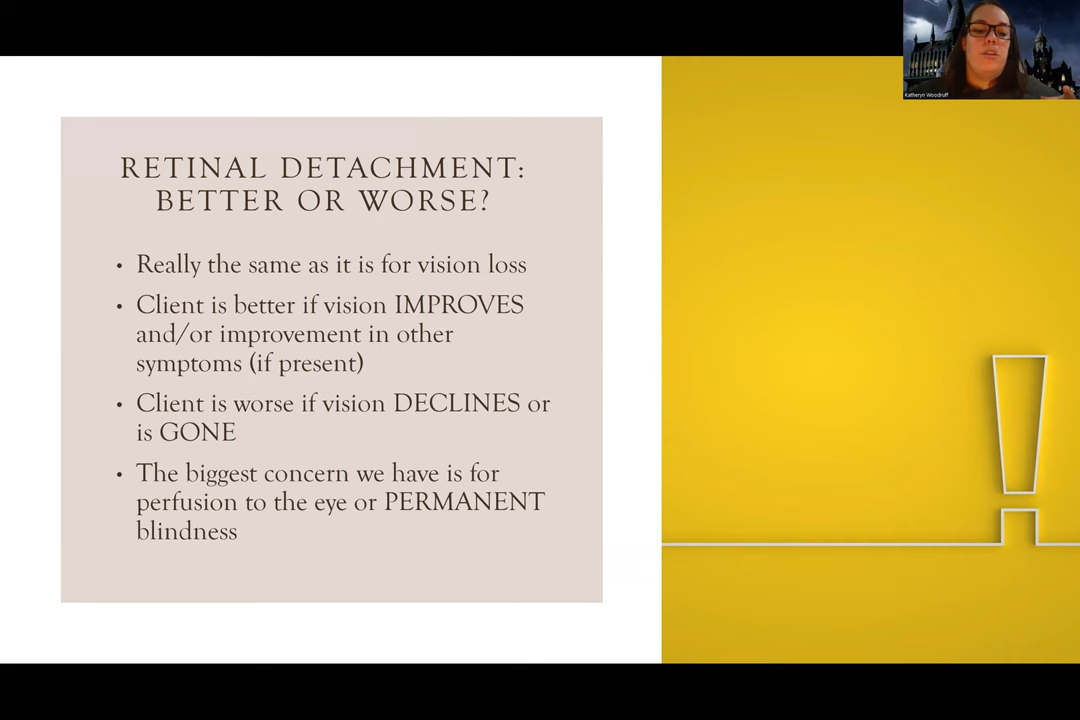 Katheryn Woodruff
RETINAL DETACHMENT:
BETTER OR WORSE?
• Really the same as it is for vision loss
• Client is better if vision IMPROVES
and/or improvement in other
symptoms (if present)
• Client is worse if vision DECLINES or
is GONE
• The biggest concern we have is for
perfusion to the eye or PERMANENT
blindness